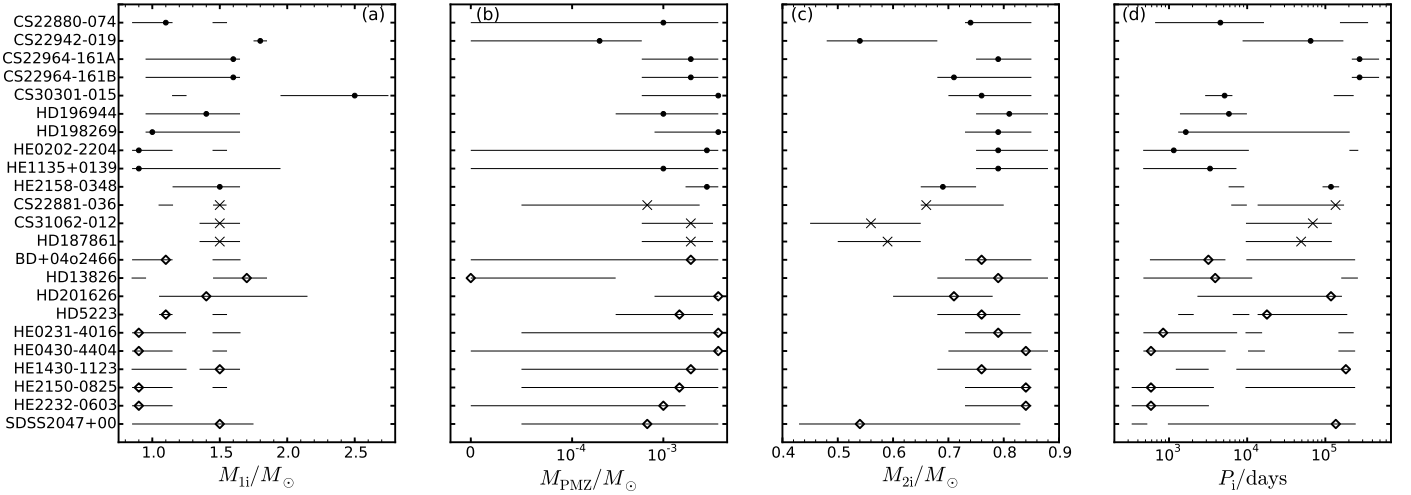 (a) (b) (c) (d)
CS22880-074
CS22942-019
CS22964-161A
CS22964-161B
CS30301-015
HD196944
HD198269
HE0202-2204
HE1135+0139
HE2158-0348
CS22881-036
CS31062-012
HD187861
BD+04o2466
HD13826
HD201626
HD5223
HE0231-4016
HE0430-4404
HE1430-1123
HE2150-0825
HE2232-0603
SDSS2047+00
1.0 1.5 2.0 2.5 0 10⁻⁴ 10⁻³ 0.4 0.5 0.6 0.7 0.8 0.9 10³ 10⁴ 10⁵
M₁ᵢ/M☉ M_PMZ/M☉ M₂ᵢ/M☉ Pᵢ/days